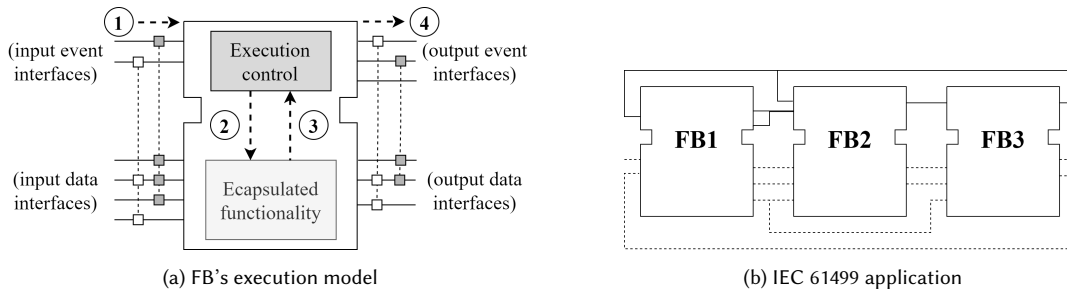 1
4
(input event
interfaces)
Execution
control
(output event
interfaces)
2
3
(input data
interfaces)
Ecapsulated
functionality
(output data
interfaces)
(a) FB's execution model
FB1
FB2
FB3
(b) IEC 61499 application